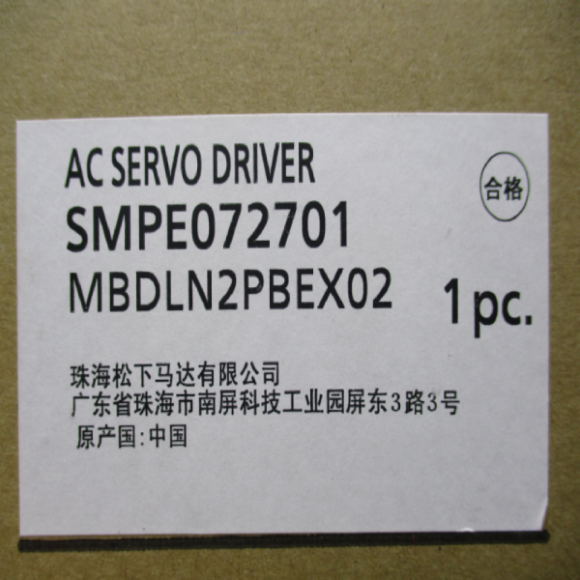 AC SERVO DRIVER
合格
SMPE072701
MBDLN2PBEX02
1 pc.
珠海松下马达有限公司
广东省珠海市南屏科技工业园屏东3路3号
原产国:中国